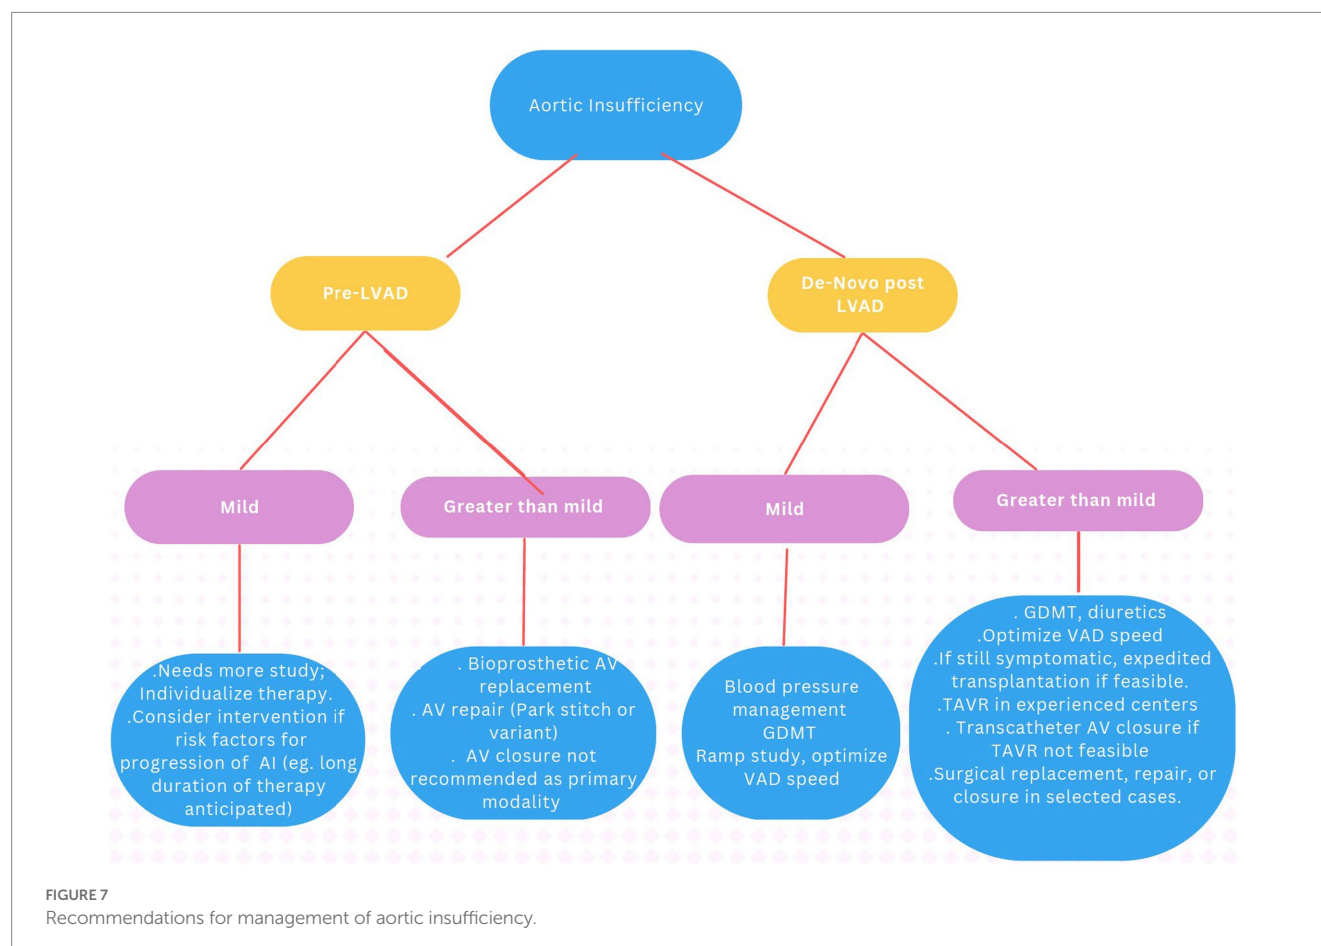 Aortic Insufficiency
Pre-LVAD
De-Novo post
LVAD
Mild
Greater than mild
Mild
Greater than mild
.Needs more study;
Individualize therapy.
.Consider intervention if
risk factors for
progression of AI (eg. long
duration of therapy
anticipated)
. Bioprosthetic AV
replacement
. AV repair (Park stitch or
variant)
. AV closure not
recommended as primary
modality
Blood pressure
management
GDMT
Ramp study, optimize
VAD speed
. GDMT, diuretics
.Optimize VAD speed
.If still symptomatic, expedited
transplantation if feasible.
.TAVR in experienced centers
. Transcatheter AV closure if
TAVR not feasible
.Surgical replacement, repair, or
closure in selected cases.
FIGURE 7
Recommendations for management of aortic insufficiency.